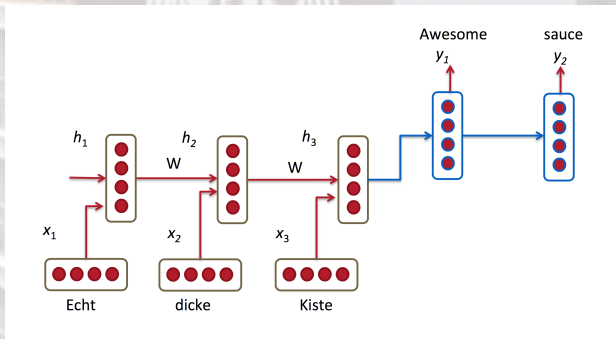 Awesome sauce
y1 y2
h1 h2 h3
W W
x1 x2 x3
Echt dicke Kiste